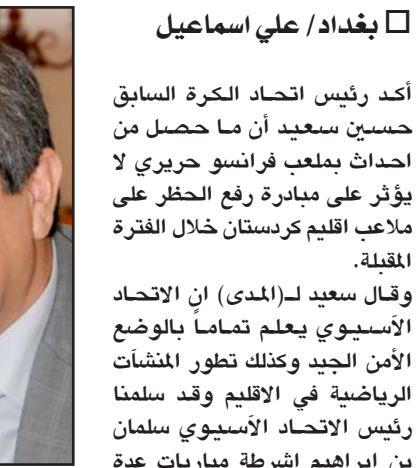 □ بغداد/ علي اسماعيل
أكد رئيس اتحاد الكرة السابق
حسين سعيد أن ما حصل من
احداث بملعب فرانسو حريري لا
يؤثر على مبادرة رفع الحظر على
ملاعب اقليم كردستان خلال الفترة
المقبلة.
وقال سعيد لـ(المدى) ان الاتحاد
الآسيوي يعلم تماماً بالوضع
الأمن الجيد وكذلك تطور المنشآت
الرياضية في الاقليم وقد سلمنا
رئيس الاتحاد الآسيوي سلمان
بن ابراهيم اشرطة مباريات عدة